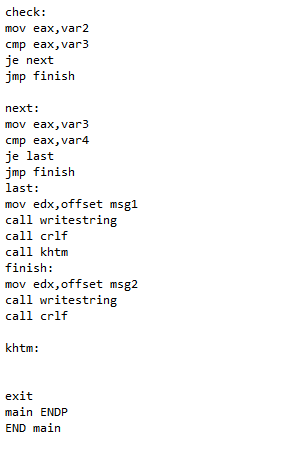 check:
mov eax,var2
cmp eax,var3
je next
jmp finish

next:
mov eax,var3
cmp eax,var4
je last
jmp finish
last:
mov edx,offset msg1
call writestring
call crlf
call khtm
finish:
mov edx,offset msg2
call writestring
call crlf

khtm:


exit
main ENDP
END main